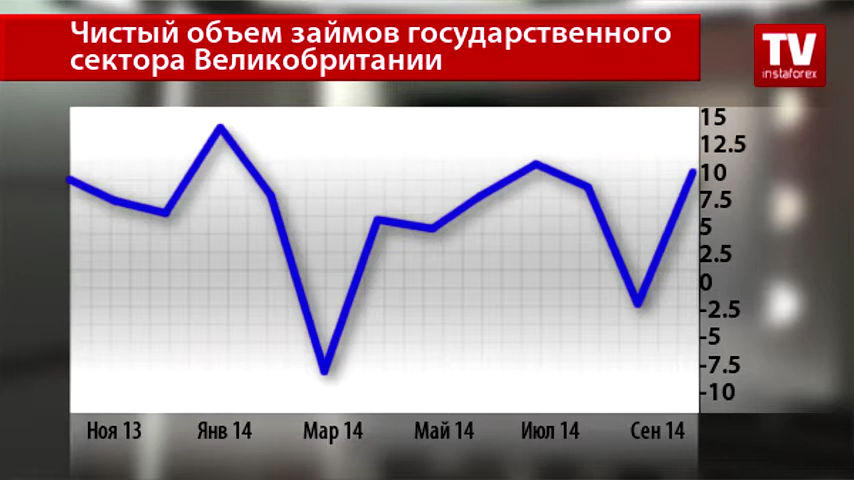 Чистый объем займов государственного
сектора Великобритании
TV
instaforex
15
12.5
10
7.5
5
2.5
0
-2.5
-5
-7.5
-10
Ноя 13 Янв 14 Мар 14 Май 14 Июл 14 Сен 14